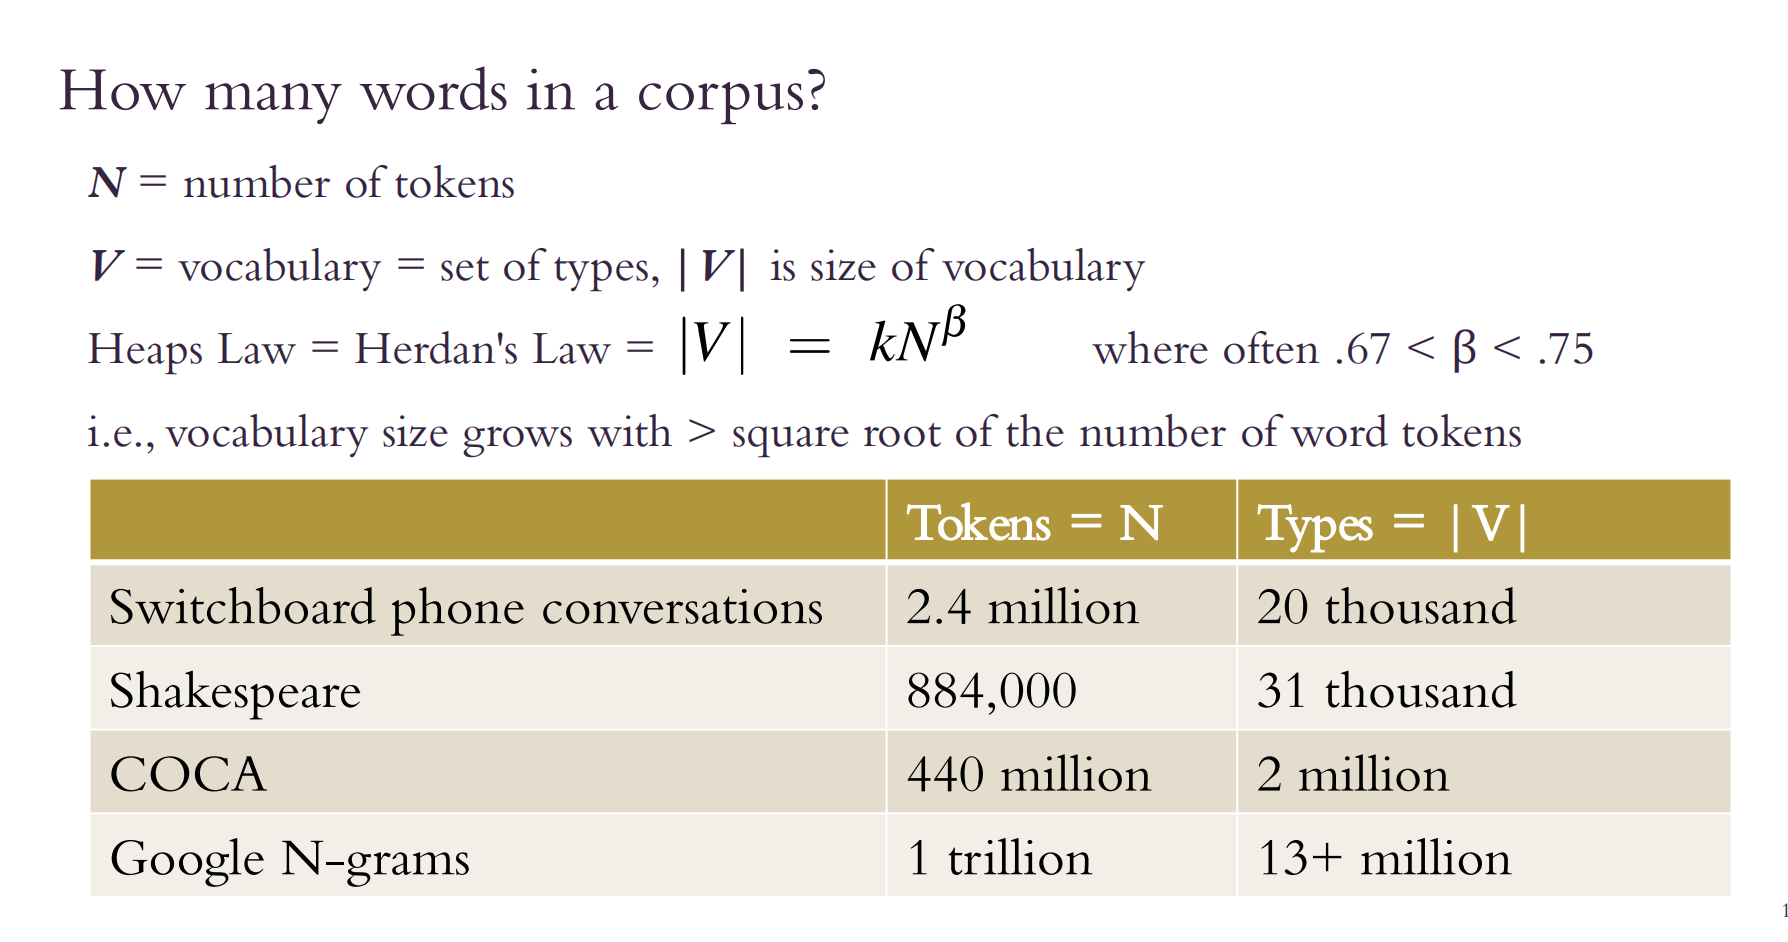 How many words in a corpus?
N = number of tokens
V = vocabulary = set of types, |V| is size of vocabulary
Heaps Law = Herdan's Law = |V| = kN^β where often .67 < β < .75
i.e., vocabulary size grows with > square root of the number of word tokens
Tokens = N Types = |V|
Switchboard phone conversations 2.4 million 20 thousand
Shakespeare 884,000 31 thousand
COCA 440 million 2 million
Google N-grams 1 trillion 13+ million
1